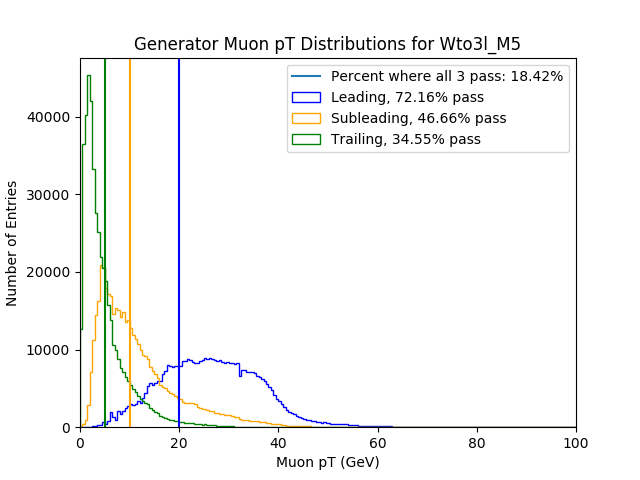 Generator Muon pT Distributions for Wto3l_M5
Percent where all 3 pass: 18.42%
Leading, 72.16% pass
Subleading, 46.66% pass
Trailing, 34.55% pass
Number of Entries
40000
30000
20000
10000
0
0 20 40 60 80 100
Muon pT (GeV)